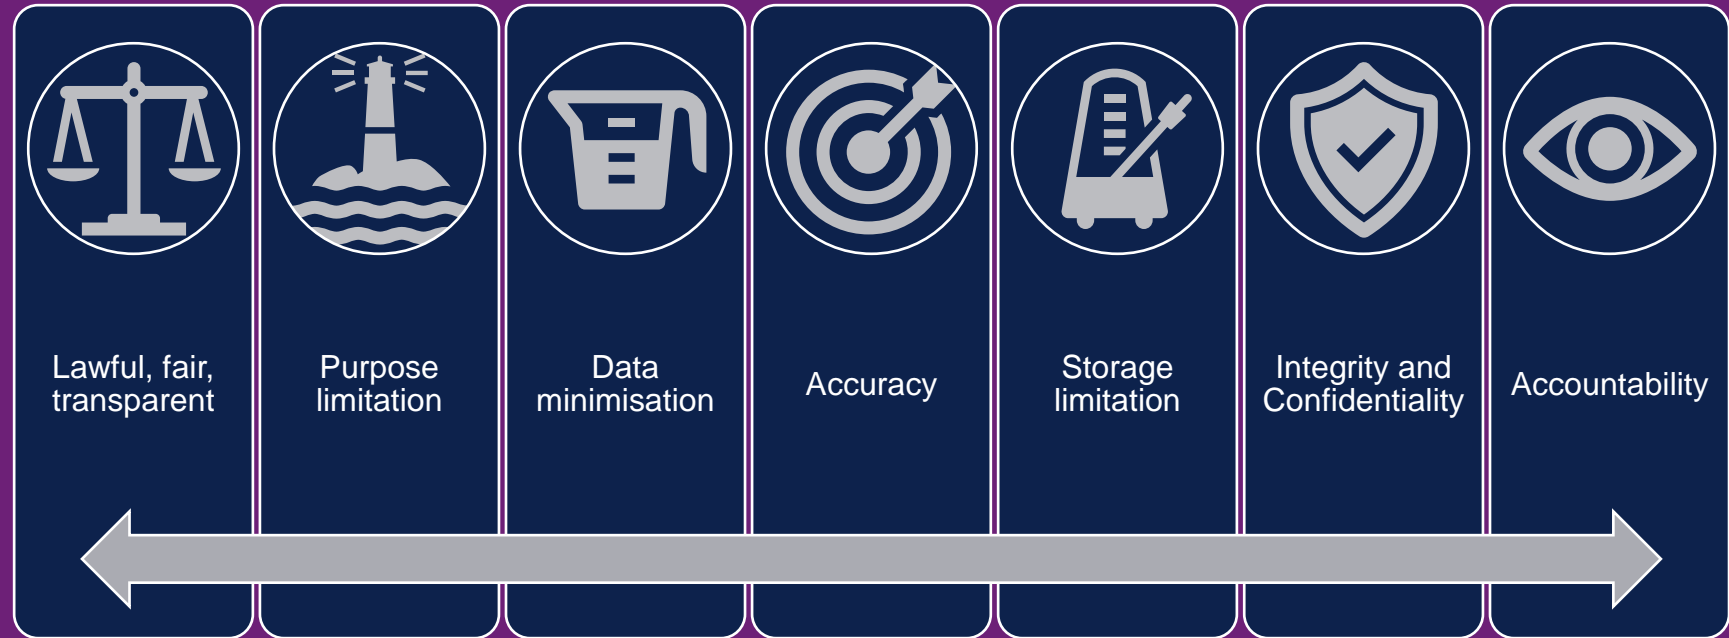 Lawful, fair,
transparent
Purpose
limitation
Data
minimisation
Accuracy
Storage
limitation
Integrity and
Confidentiality
Accountability